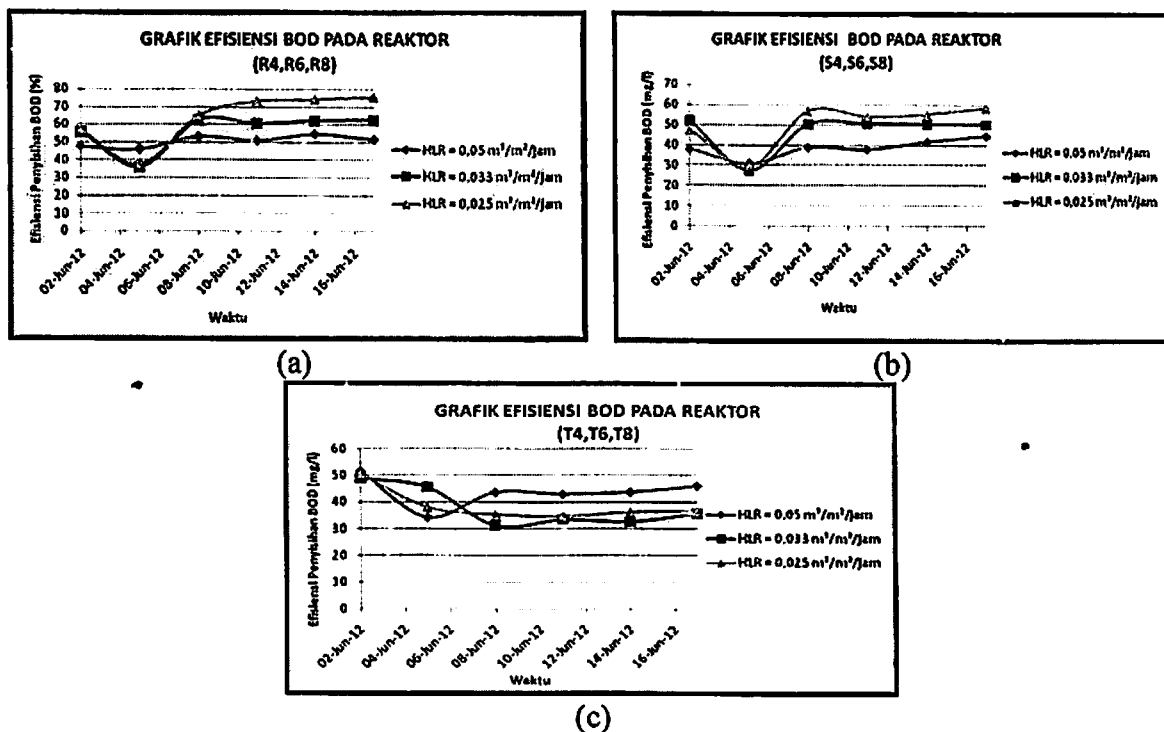 GRAFIK EFISIENSI BOD PADA REAKTOR
(R4,R6,R8)
Efisiensi Penyisihan BOD (%)
80
70
60
50
40
30
20
10
0
02-Jun-12
04-Jun-12
06-Jun-12
08-Jun-12
10-Jun-12
12-Jun-12
14-Jun-12
16-Jun-12
Waktu
HLR = 0,05 m³/m²/jam
HLR = 0,033 m³/m²/jam
HLR = 0,025 m³/m²/jam
(a)
GRAFIK EFISIENSI BOD PADA REAKTOR
(S4,S6,S8)
Efisiensi Penyisihan BOD (mg/l)
70
60
50
40
30
20
10
0
02-Jun-12
04-Jun-12
06-Jun-12
08-Jun-12
10-Jun-12
12-Jun-12
14-Jun-12
16-Jun-12
Waktu
HLR = 0,05 m³/m²/jam
HLR = 0,033 m³/m²/jam
HLR = 0,025 m³/m²/jam
(b)
GRAFIK EFISIENSI BOD PADA REAKTOR
(T4,T6,T8)
Efisiensi Penyisihan BOD (mg/l)
60
50
40
30
20
10
0
02-Jun-12
04-Jun-12
06-Jun-12
08-Jun-12
10-Jun-12
12-Jun-12
14-Jun-12
16-Jun-12
Waktu
HLR = 0,05 m³/m²/jam
HLR = 0,033 m³/m²/jam
HLR = 0,025 m³/m²/jam
(c)